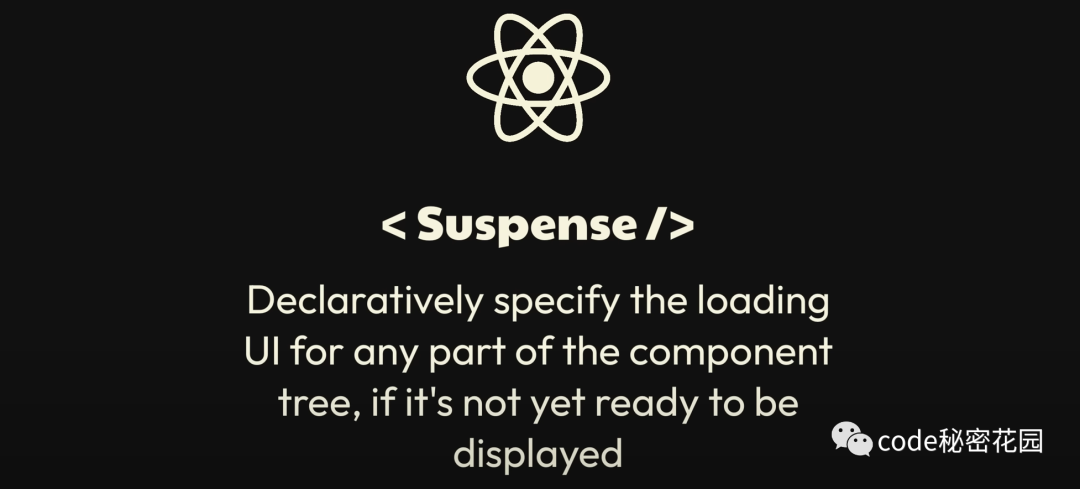 < Suspense />
Declaratively specify the loading
UI for any part of the component
tree, if it's not yet ready to be
displayed
code秘密花园